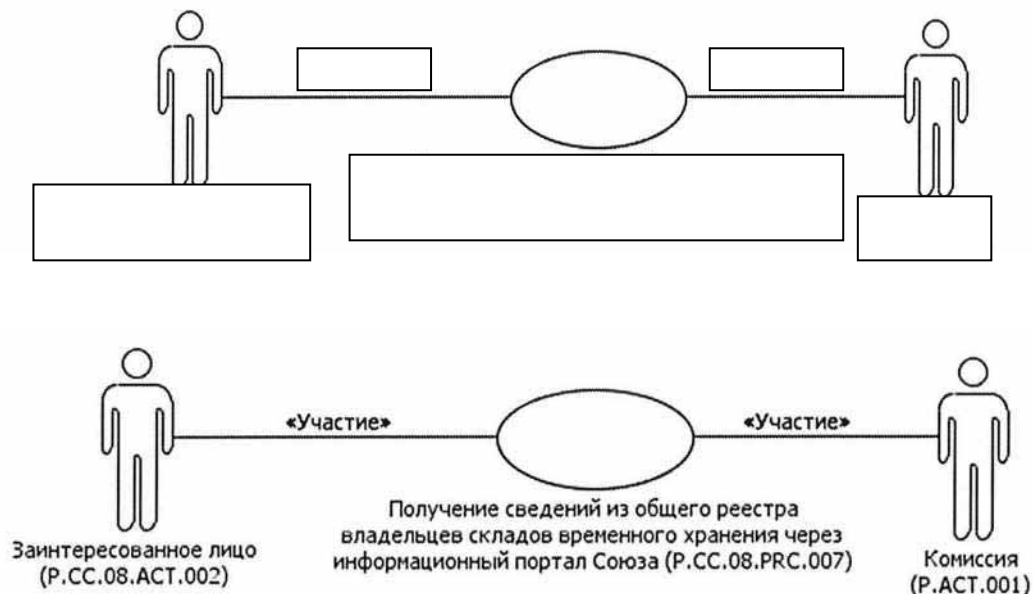 «Участие»
«Участие»
Получение сведений из общего реестра
владельцев складов временного хранения через
информационный портал Союза (P.CC.08.PRC.007)
Заинтересованное лицо
(P.CC.08.ACT.002)
Комиссия
(P.ACT.001)